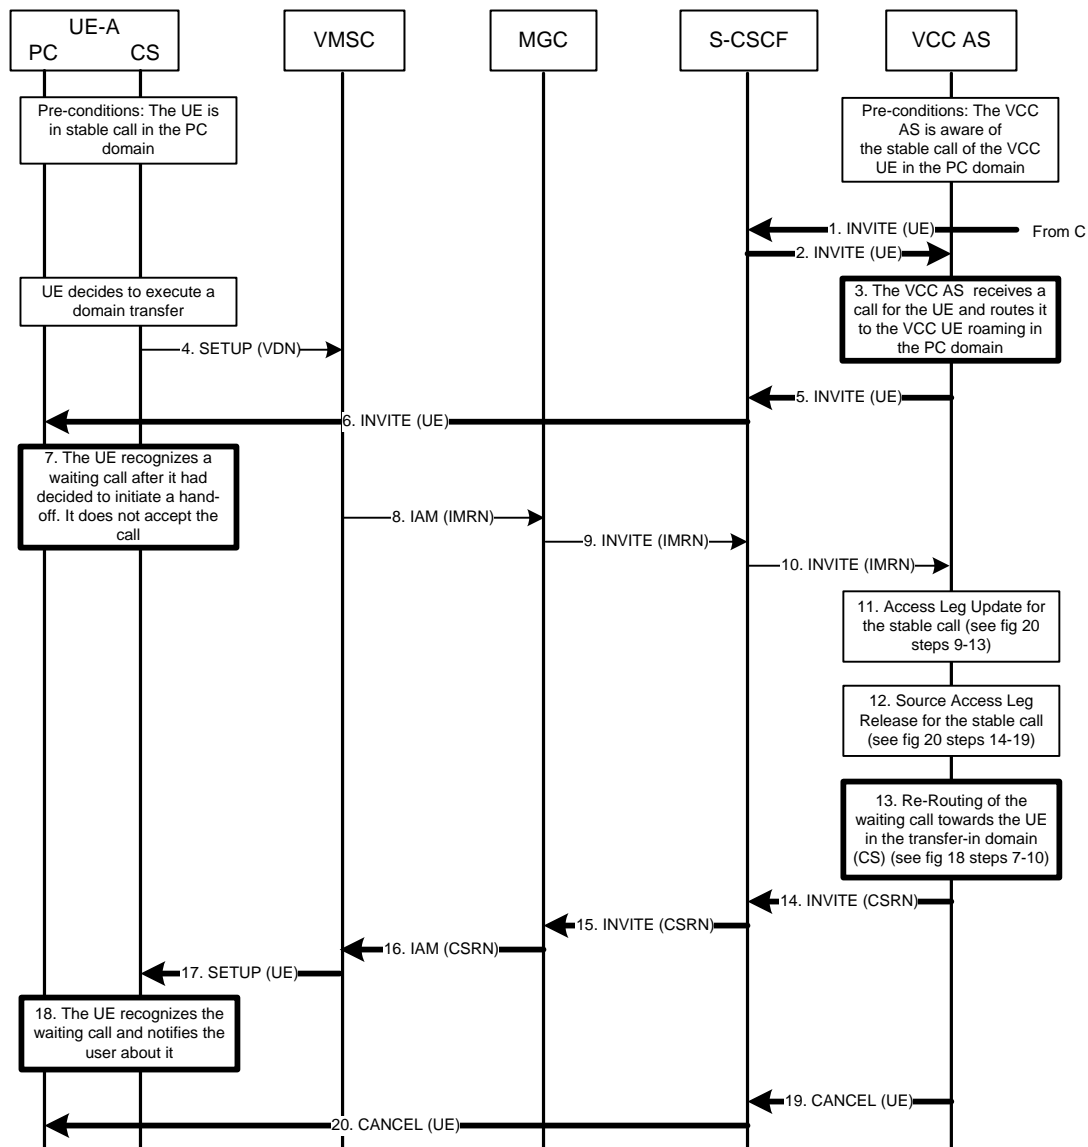 UE-A
PC CS
VMSC
MGC
S-CSCF
VCC AS
Pre-conditions: The UE is
in stable call in the PC
domain
Pre-conditions: The VCC
AS is aware of
the stable call of the VCC
UE in the PC domain
1. INVITE (UE)
From C
2. INVITE (UE)
UE decides to execute a
domain transfer
3. The VCC AS receives a
call for the UE and routes it
to the VCC UE roaming in
the PC domain
4. SETUP (VDN)
5. INVITE (UE)
6. INVITE (UE)
7. The UE recognizes a
waiting call after it had
decided to initiate a hand-
off. It does not accept the
call
8. IAM (IMRN)
9. INVITE (IMRN)
10. INVITE (IMRN)
11. Access Leg Update for
the stable call (see fig 20
steps 9-13)
12. Source Access Leg
Release for the stable call
(see fig 20 steps 14-19)
13. Re-Routing of the
waiting call towards the UE
in the transfer-in domain
(CS) (see fig 18 steps 7-10)
14. INVITE (CSRN)
15. INVITE (CSRN)
16. IAM (CSRN)
17. SETUP (UE)
18. The UE recognizes the
waiting call and notifies the
user about it
19. CANCEL (UE)
20. CANCEL (UE)